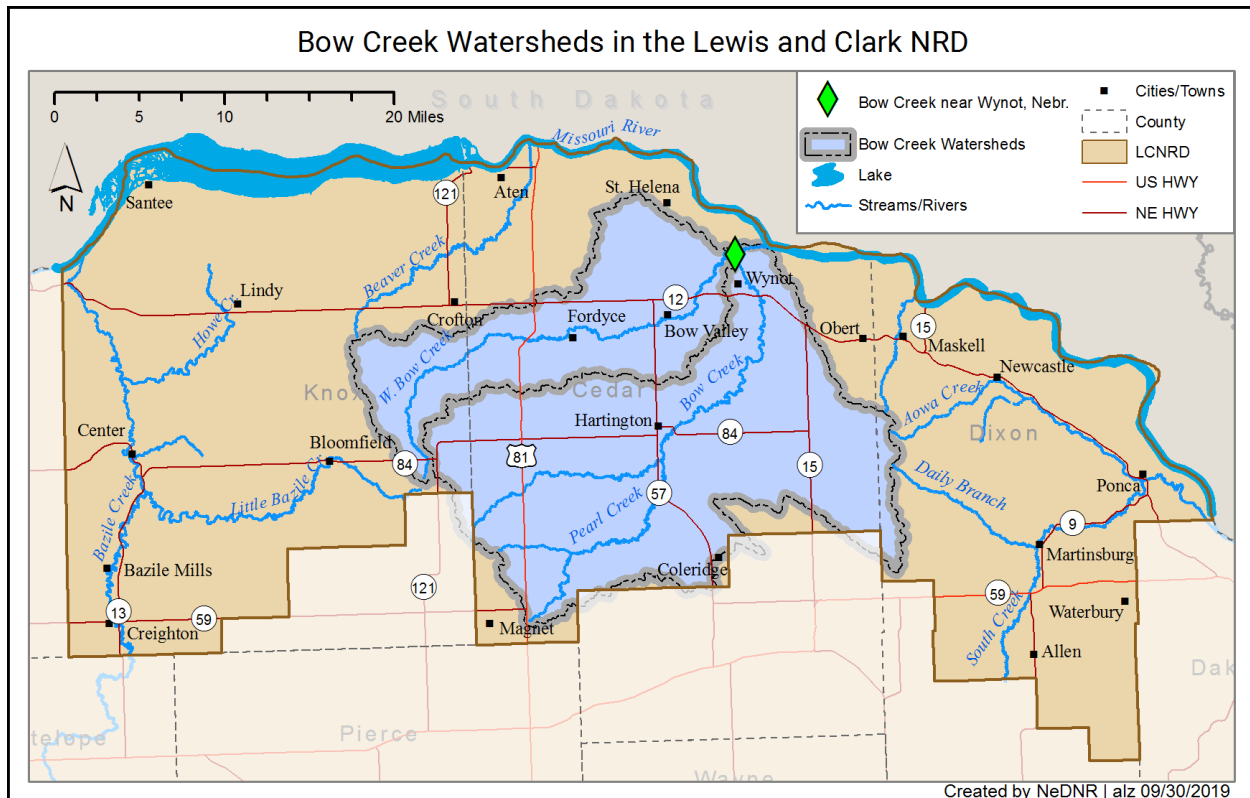 Bow Creek Watersheds in the Lewis and Clark NRD
0 5 10 20 Miles
South Dakota
Bow Creek near Wynot, Nebr.
Bow Creek Watersheds
Lake
Streams/Rivers
Cities/Towns
County
LCNRD
US HWY
NE HWY
N
Missouri River
Santee
121
Aten
St. Helena
Beaver Creek
Wynot
Lindy
Howe Cr.
Crofton
12
Fordyce
Bow Valley
Obert
15
Maskell
W. Bow Creek
Newcastle
Knox
Cedar
Bow Creek
Aowa Creek
Center
Hartington
84
Dixon
Bloomfield
84
81
15
Daily Branch
Ponca
Little Bazile Cr.
57
Bazile Creek
Pearl Creek
9
Martinsburg
Bazile Mills
Coleridge
121
59
Waterbury
13
59
Creighton
Magnet
South Creek
Allen
Dak
telope
Pierce
Wayne
Created by NeDNR | alz 09/30/2019